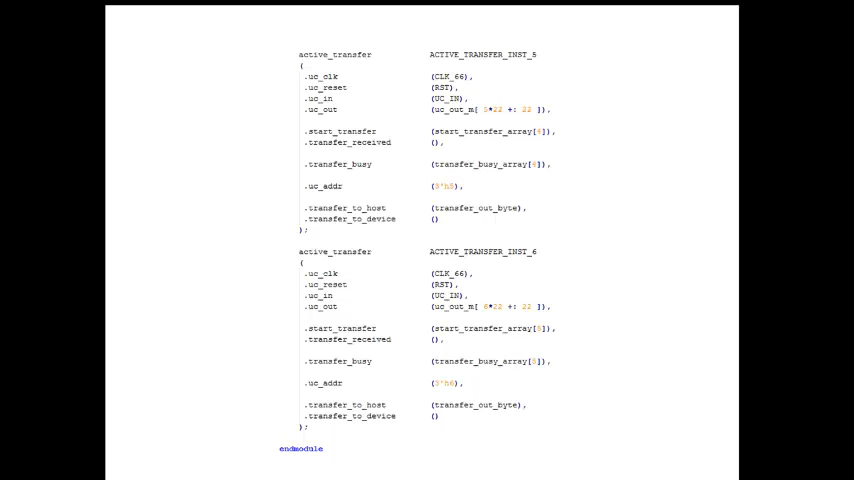 active_transfer ACTIVE_TRANSFER_INST_5
(
.uc_clk (CLK_66),
.uc_reset (RST),
.uc_in (UC_IN),
.uc_out (uc_out_m[ 5*22 +: 22 ]),
.start_transfer (start_transfer_array[4]),
.transfer_received (),
.transfer_busy (transfer_busy_array[4]),
.uc_addr (3'h5),
.transfer_to_host (transfer_out_byte),
.transfer_to_device ()
);
active_transfer ACTIVE_TRANSFER_INST_6
(
.uc_clk (CLK_66),
.uc_reset (RST),
.uc_in (UC_IN),
.uc_out (uc_out_m[ 6*22 +: 22 ]),
.start_transfer (start_transfer_array[5]),
.transfer_received (),
.transfer_busy (transfer_busy_array[5]),
.uc_addr (3'h6),
.transfer_to_host (transfer_out_byte),
.transfer_to_device ()
);
endmodule